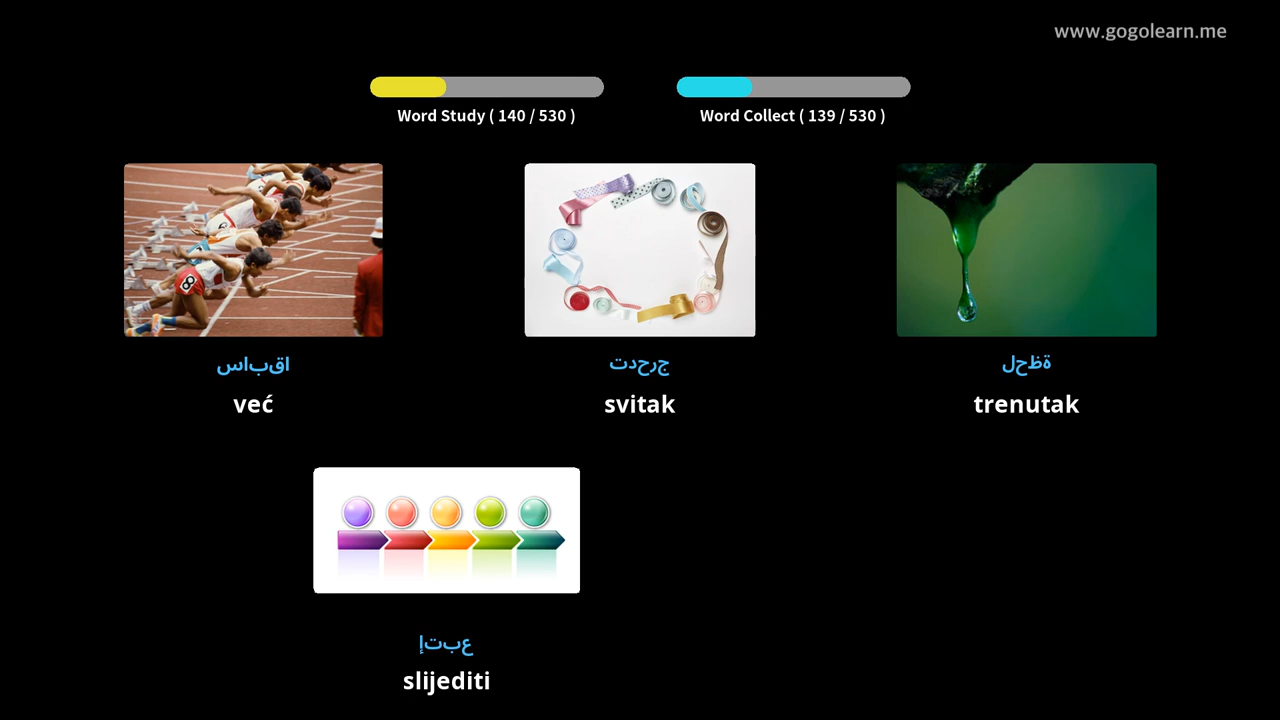 www.gogolearn.me
Word Study ( 140 / 530 )
Word Collect ( 139 / 530 )
اقباس
već
جرحدت
svitak
ةظحل
trenutak
عبتإ
slijediti